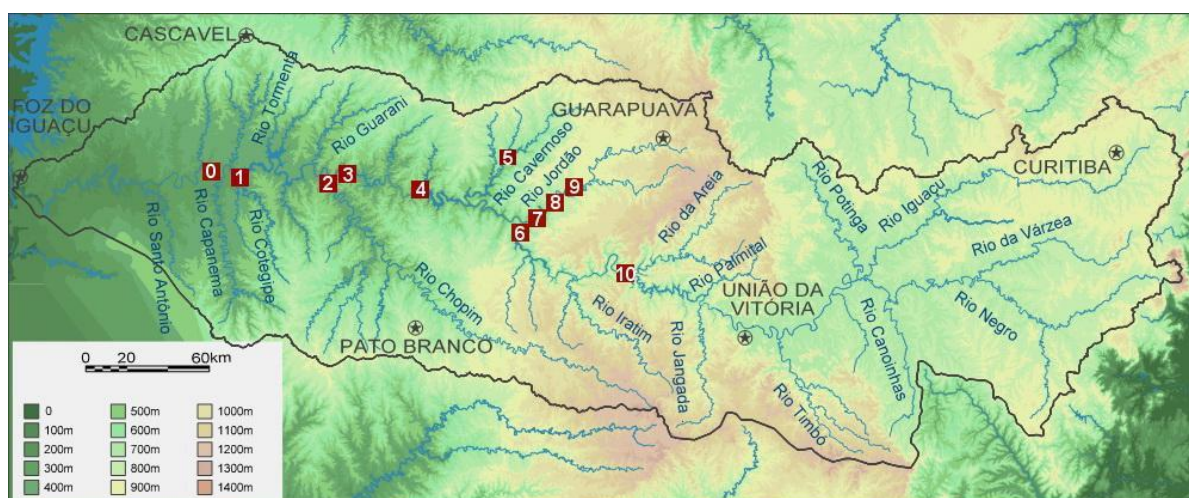 CASCAVEL
FOZ DO
IGUAÇU
Rio Tormenta
Rio Guarani
GUARAPUAVA
CURITIBA
0
1
2
3
4
5
6
7
8
9
10
Rio Cavernoso
Rio Jordão
Rio da Areia
Rio Potinga
Rio Iguaçu
Rio da Várzea
Rio Santo Antônio
Rio Capanema
Rio Cotegipe
Rio Chopim
PATO BRANCO
Rio Iratim
Rio Jangada
Rio Palmital
UNIÃO DA
VITÓRIA
Rio Timbó
Rio Canoinhas
Rio Negro
0 20 60km
0
100m
200m
300m
400m
500m
600m
700m
800m
900m
1000m
1100m
1200m
1300m
1400m